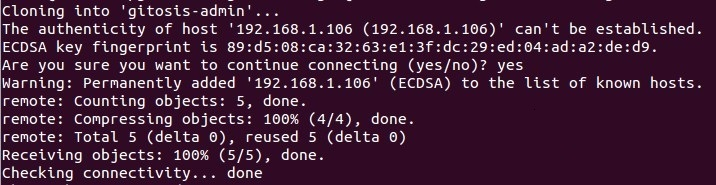 Cloning into 'gitosis-admin'...
The authenticity of host '192.168.1.106 (192.168.1.106)' can't be established.
ECDSA key fingerprint is 89:d5:08:ca:32:63:e1:3f:dc:29:ed:04:ad:a2:de:d9.
Are you sure you want to continue connecting (yes/no)? yes
Warning: Permanently added '192.168.1.106' (ECDSA) to the list of known hosts.
remote: Counting objects: 5, done.
remote: Compressing objects: 100% (4/4), done.
remote: Total 5 (delta 0), reused 5 (delta 0)
Receiving objects: 100% (5/5), done.
Checking connectivity... done